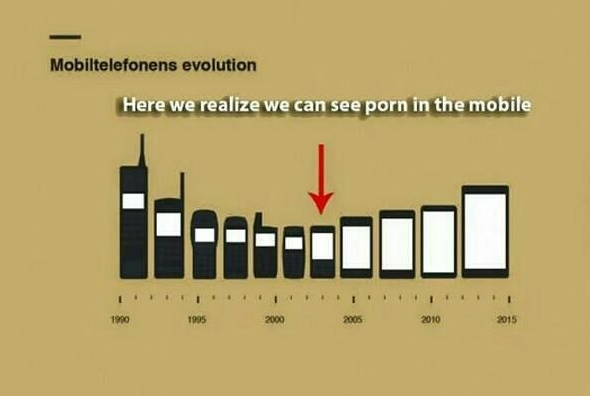 Mobiltelefonens evolution
Here we realize we can see porn in the mobile
1990 1995 2000 2005 2010 2015